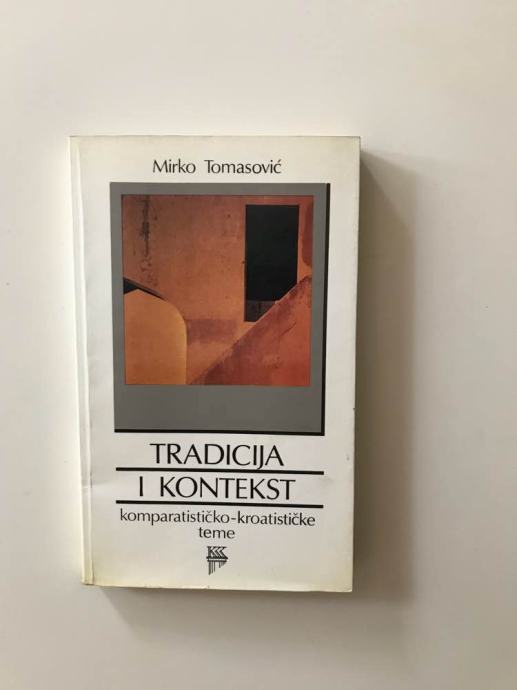 Mirko Tomasović
TRADICIJA
I KONTEKST
komparatističko-kroatističke
teme